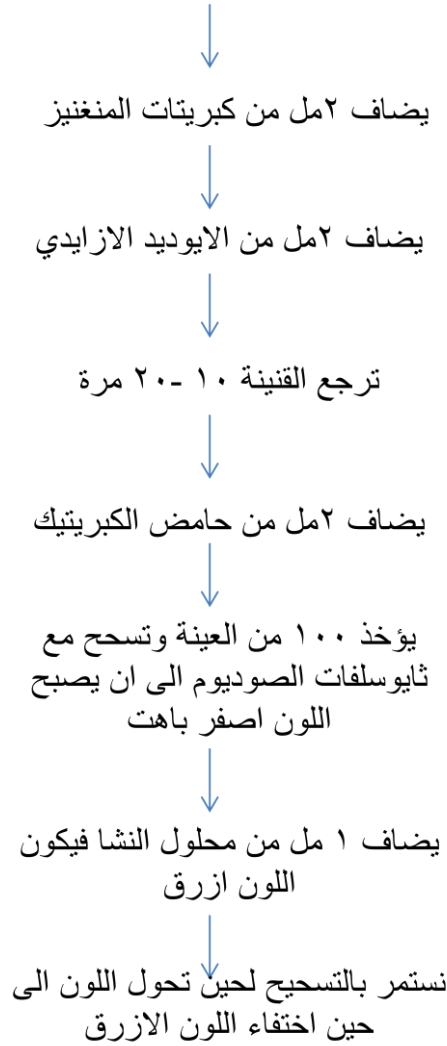 يضاف ٢مل من كبريتات المنغنيز
يضاف ٢مل من الايوديد الازايدي
ترجع القنينة ١٠ -٢٠ مرة
يضاف ٢مل من حامض الكبريتيك
يؤخذ ١٠٠ من العينة وتسحح مع
ثايوسلفات الصوديوم الى ان يصبح
اللون اصفر باهت
يضاف ١ مل من محلول النشا فيكون
اللون ازرق
نستمر بالتسحيح لحين تحول اللون الى
حين اختفاء اللون الازرق